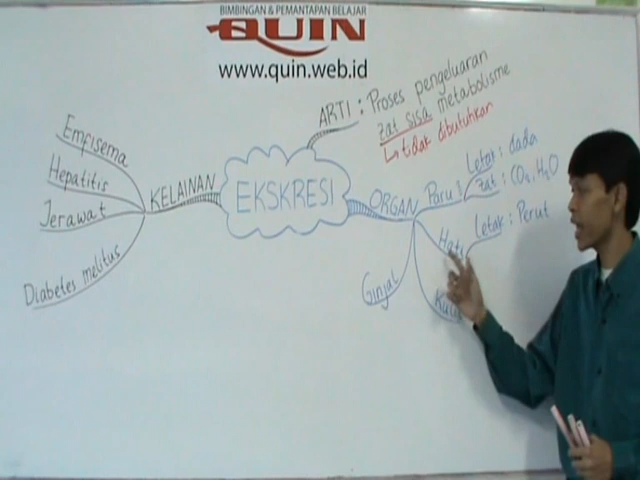 BIMBINGAN & PEMANTAPAN BELAJAR
QUIN
www.quin.web.id
ARTI : Proses pengeluaran
zat sisa metabolisme
↳ tidak dibutuhkan
Emfisema
Hepatitis
Jerawat
Diabetes melitus
KELAINAN
EKSKRESI
ORGAN
Paru²
Letak : dada
Zat : CO₂, H₂O
Hati
Letak : Perut
Ginjal